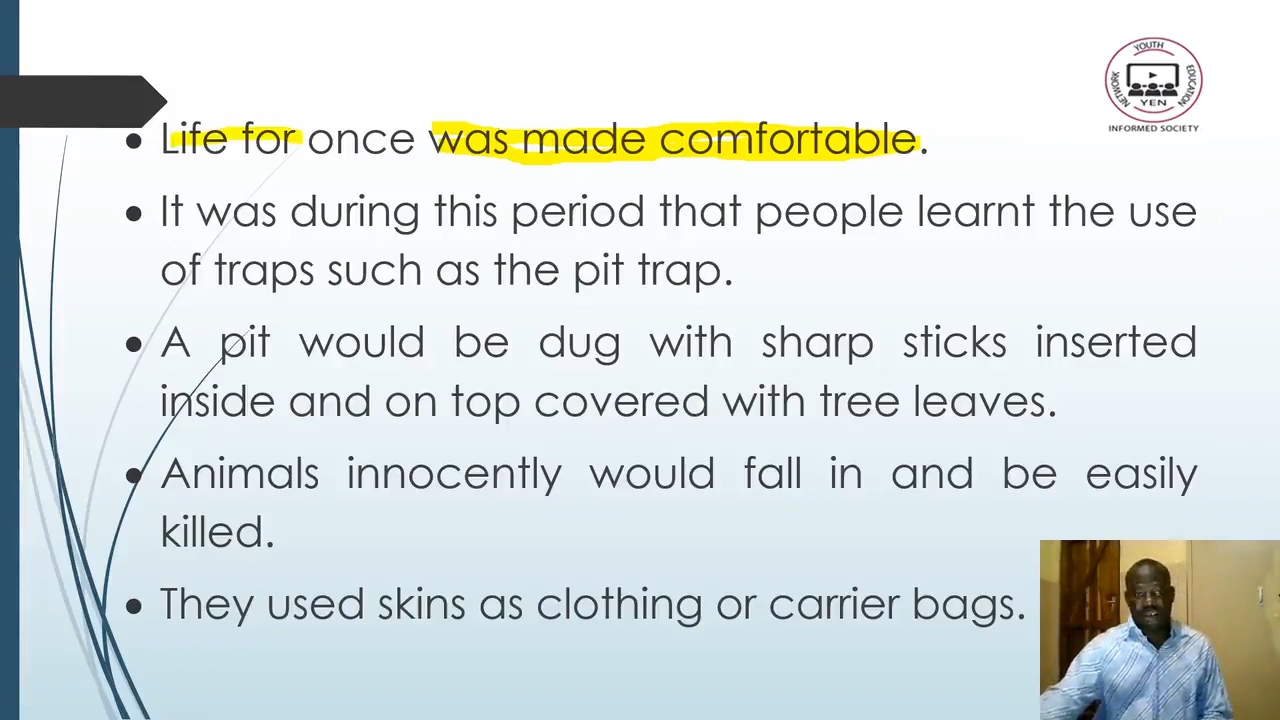 YOUTH
EDUCATION
NETWORK
YEN
INFORMED SOCIETY
• Life for once was made comfortable.
• It was during this period that people learnt the use
of traps such as the pit trap.
• A pit would be dug with sharp sticks inserted
inside and on top covered with tree leaves.
• Animals innocently would fall in and be easily
killed.
• They used skins as clothing or carrier bags.